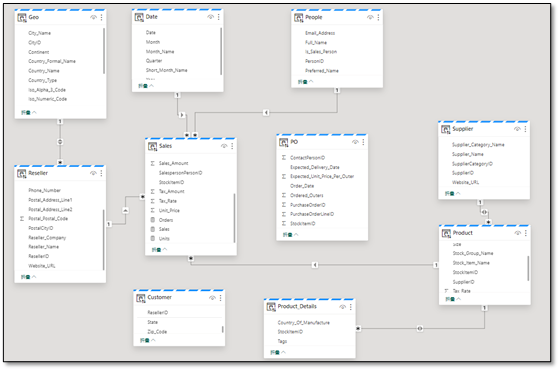 Geo
City_Name
CityID
Continent
Country_Formal_Name
Country_Name
Country_Type
Iso_Alpha_3_Code
Iso_Numeric_Code
Date
Date
Month
Month_Name
Quarter
Short_Month_Name
People
Email_Address
Full_Name
Is_Sales_Person
PersonID
Preferred_Name
1
1
1
Reseller
Phone_Number
Postal_Address_Line1
Postal_Address_Line2
Postal_Postal_Code
PostalCityID
Reseller_Company
Reseller_Name
ResellerID
Website_URL
1
Sales
Sales_Amount
SalespersonPersonID
StockItemID
Tax_Amount
Tax_Rate
Unit_Price
Orders
Sales
Units
PO
ContactPersonID
Expected_Delivery_Date
Expected_Unit_Price_Per_Outer
Order_Date
Ordered_Outers
PurchaseOrderID
PurchaseOrderLineID
StockItemID
Supplier
Supplier_Category_Name
Supplier_Name
SupplierCategoryID
SupplierID
Website_URL
1
Product
Size
Stock_Group_Name
Stock_Item_Name
StockItemID
SupplierID
Tax_Rate
1
1
Customer
ResellerID
State
Zip_Code
Product_Details
Country_Of_Manufacture
StockItemID
Tags